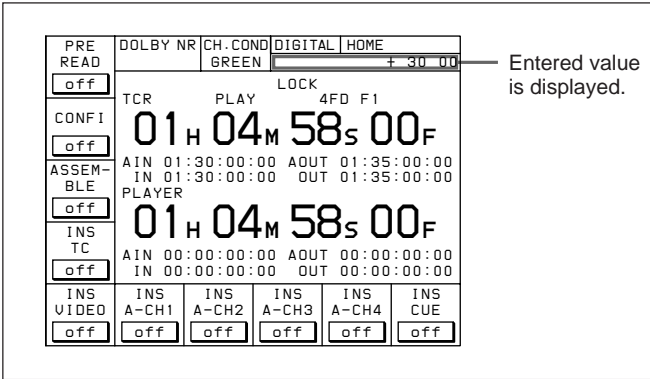 PRE READ
off
DOLBY NR
CH.COND
GREEN
DIGITAL
HOME
+ 30 00
Entered value
is displayed.
LOCK
TCR PLAY 4FD F1
01H 04M 58S 00F
AIN 01:30:00:00 AOUT 01:35:00:00
IN 01:30:00:00 OUT 01:35:00:00
PLAYER
01H 04M 58S 00F
AIN 00:00:00:00 AOUT 00:00:00:00
IN 00:00:00:00 OUT 00:00:00:00
CONFI
off
ASSEM-
BLE
off
INS
TC
off
INS
VIDEO
off
INS
A-CH1
off
INS
A-CH2
off
INS
A-CH3
off
INS
A-CH4
off
INS
CUE
off